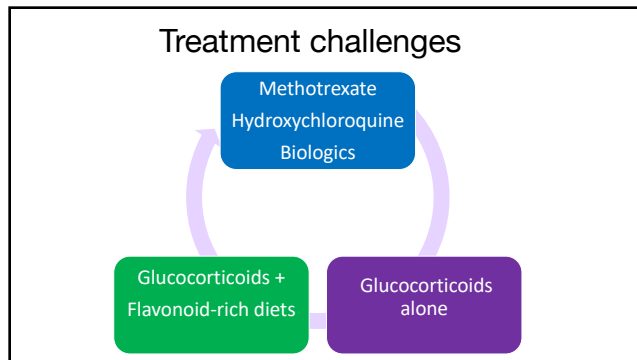 Treatment challenges
Methotrexate
Hydroxychloroquine
Biologics
Glucocorticoids +
Flavonoid-rich diets
Glucocorticoids
alone